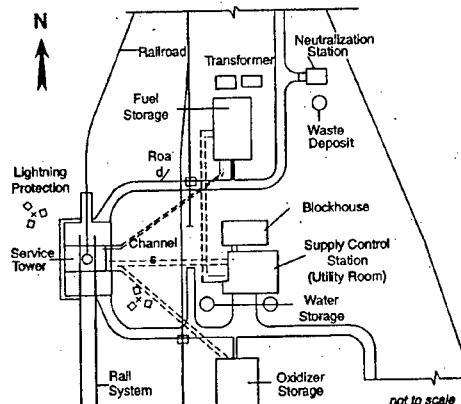 N
Railroad
Transformer
Neutralization
Station
Fuel
Storage
Waste
Deposit
Roa
d
Lightning
Protection
Blockhouse
Service
Tower
Channel
s
Supply Control
Station
(Utility Room)
Water
Storage
Rail
System
Oxidizer
Storage
not to scale